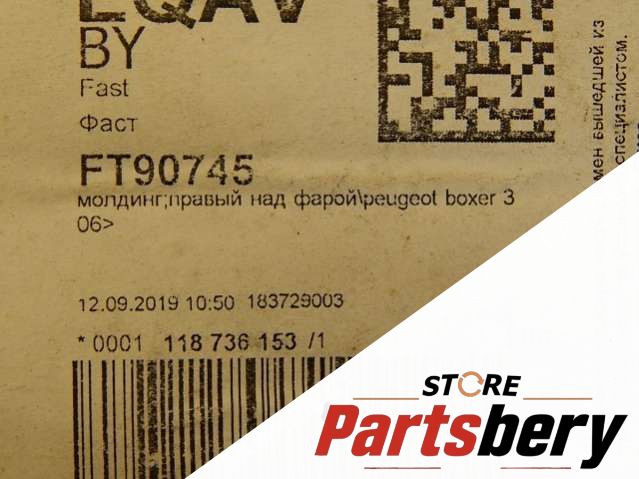 EQAV
BY
Fast
Фаст
FT90745
молдинг;правый над фарой\peugeot boxer 3
06>
12.09.2019 10:50 183729003
* 0001 118 736 153 /1
мен вышедшей из
специалистом.
STORE
Partsbery